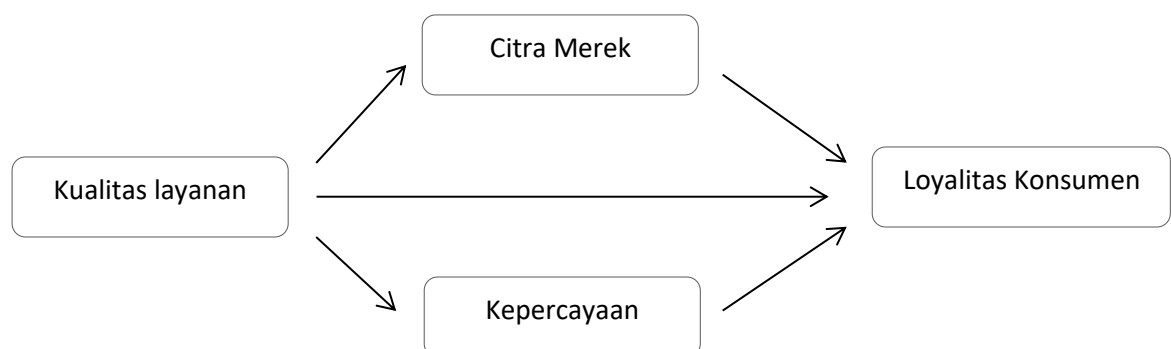 Citra Merek
Kualitas layanan
Loyalitas Konsumen
Kepercayaan